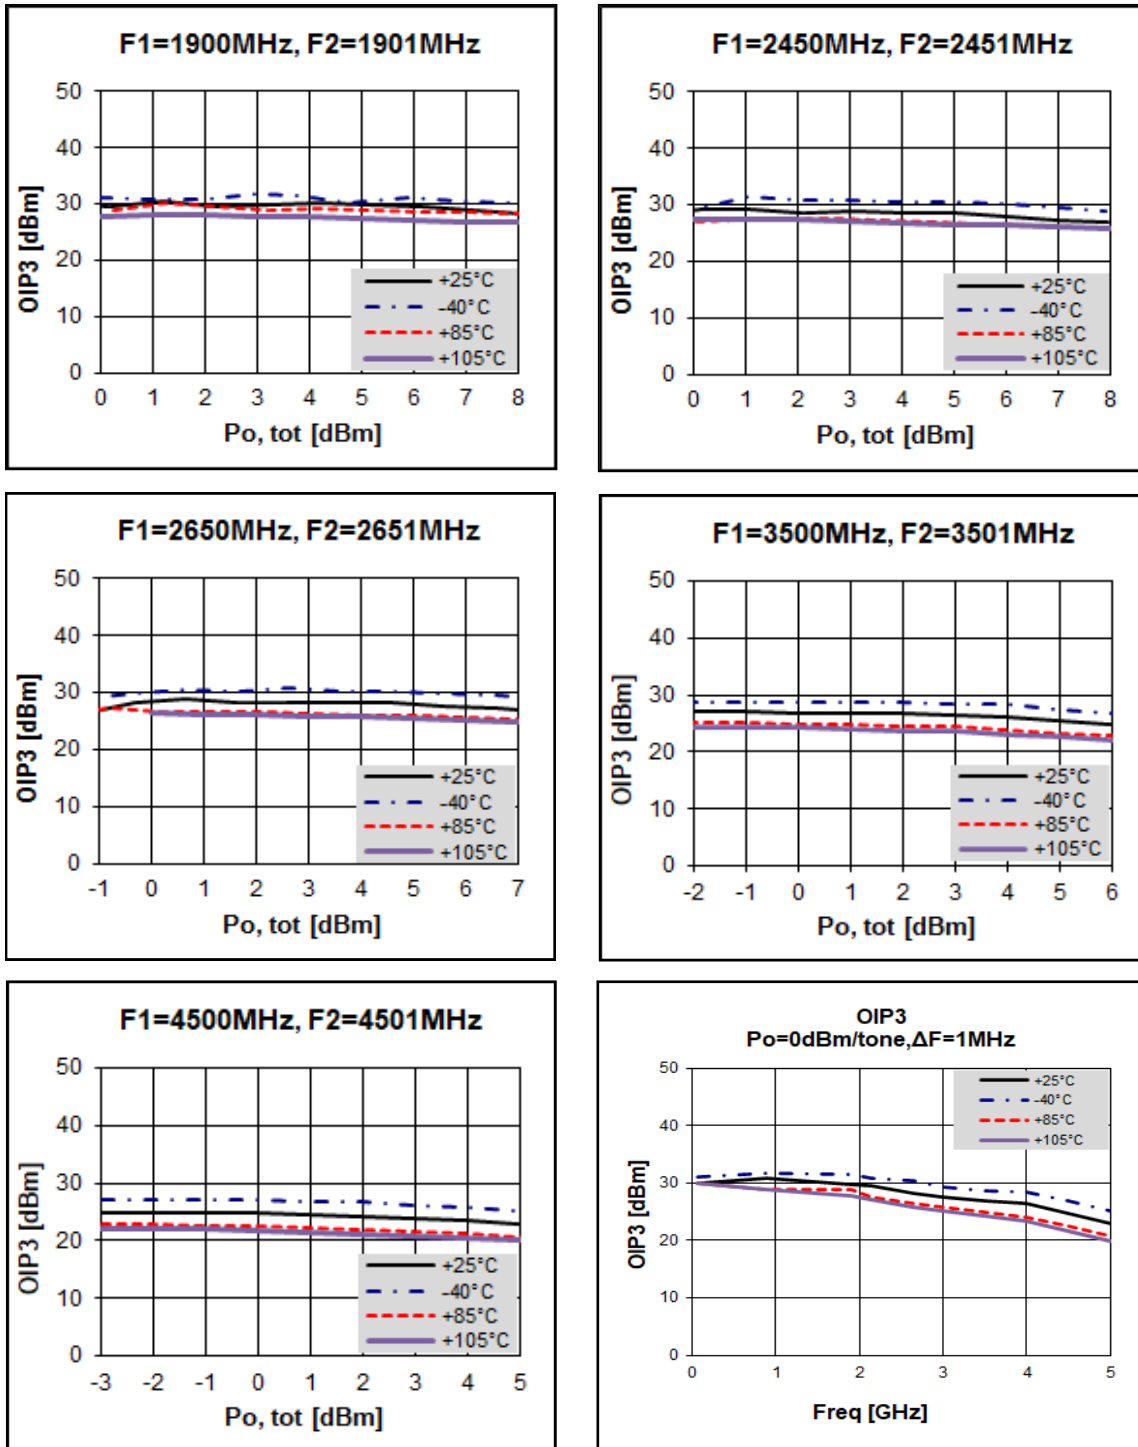 F1=1900MHz, F2=1901MHz
50
40
30
20
10
0
OIP3 [dBm]
+25°C
-40°C
+85°C
+105°C
0 1 2 3 4 5 6 7 8
Po, tot [dBm]
F1=2450MHz, F2=2451MHz
50
40
30
20
10
0
OIP3 [dBm]
+25°C
-40°C
+85°C
+105°C
0 1 2 3 4 5 6 7 8
Po, tot [dBm]
F1=2650MHz, F2=2651MHz
50
40
30
20
10
0
OIP3 [dBm]
+25°C
-40°C
+85°C
+105°C
-1 0 1 2 3 4 5 6 7
Po, tot [dBm]
F1=3500MHz, F2=3501MHz
50
40
30
20
10
0
OIP3 [dBm]
+25°C
-40°C
+85°C
+105°C
-2 -1 0 1 2 3 4 5 6
Po, tot [dBm]
F1=4500MHz, F2=4501MHz
50
40
30
20
10
0
OIP3 [dBm]
+25°C
-40°C
+85°C
+105°C
-3 -2 -1 0 1 2 3 4 5
Po, tot [dBm]
OIP3
Po=0dBm/tone,ΔF=1MHz
50
40
30
20
10
0
OIP3 [dBm]
+25°C
-40°C
+85°C
+105°C
0 1 2 3 4 5
Freq [GHz]